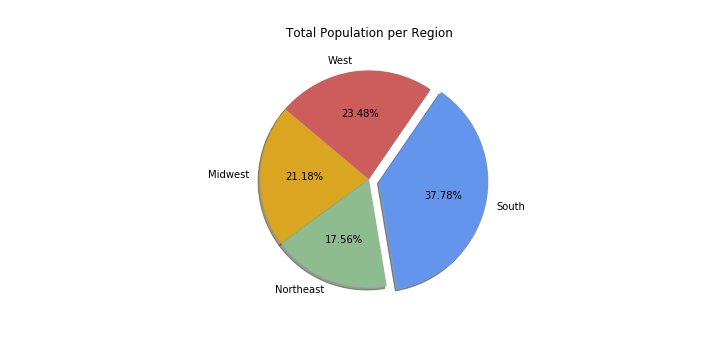 Total Population per Region
West
23.48%
Midwest
21.18%
37.78%
South
17.56%
Northeast